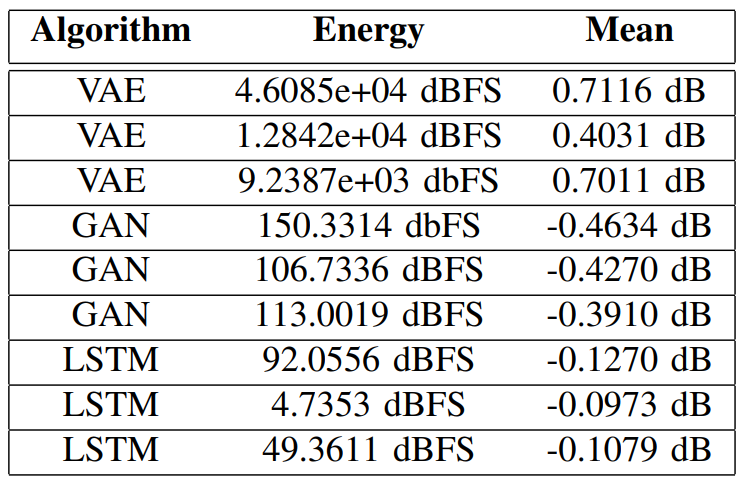 Algorithm Energy Mean
VAE 4.6085e+04 dBFS 0.7116 dB
VAE 1.2842e+04 dBFS 0.4031 dB
VAE 9.2387e+03 dbFS 0.7011 dB
GAN 150.3314 dbFS -0.4634 dB
GAN 106.7336 dBFS -0.4270 dB
GAN 113.0019 dBFS -0.3910 dB
LSTM 92.0556 dBFS -0.1270 dB
LSTM 4.7353 dBFS -0.0973 dB
LSTM 49.3611 dBFS -0.1079 dB